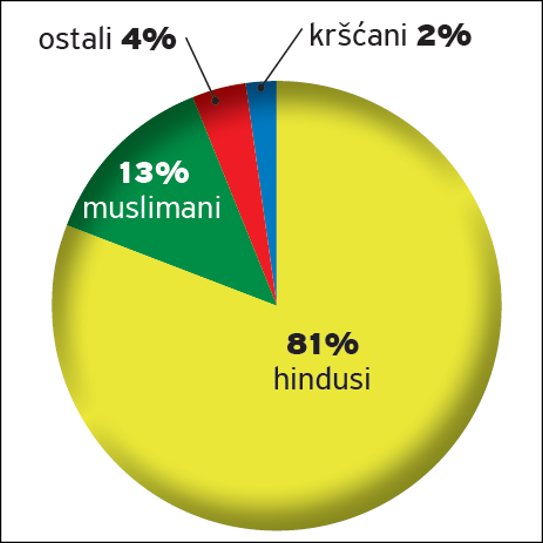 ostali 4%
kršćani 2%
13%
muslimani
81%
hindusi